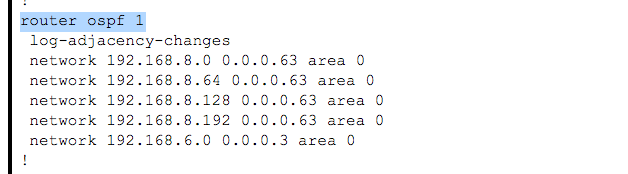 !
router ospf 1
log-adjacency-changes
network 192.168.8.0 0.0.0.63 area 0
network 192.168.8.64 0.0.0.63 area 0
network 192.168.8.128 0.0.0.63 area 0
network 192.168.8.192 0.0.0.63 area 0
network 192.168.6.0 0.0.0.3 area 0
!